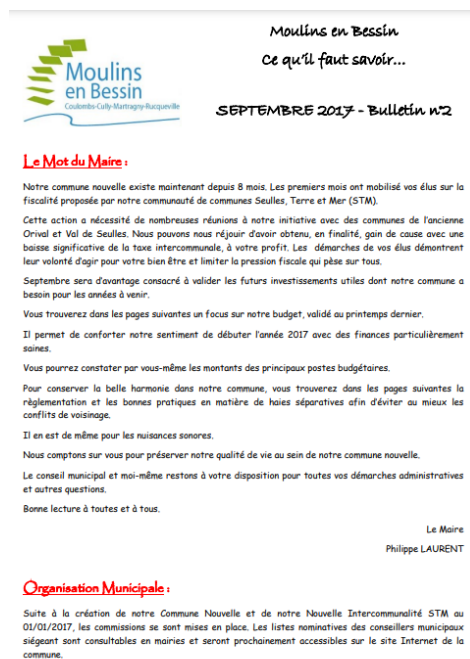 Moulins en Bessin
Ce qu'il faut savoir...
Moulins
en Bessin
Coulombs-Cully-Martragny-Rucqueville
SEPTEMBRE 2017 - Bulletin n°2
Le Mot du Maire :
Notre commune nouvelle existe maintenant depuis 8 mois. Les premiers mois ont mobilisé vos élus sur la
fiscalité proposée par notre communauté de communes Seulles, Terre et Mer (STM).
Cette action a nécessité de nombreuses réunions à notre initiative avec des communes de l'ancienne
Orival et Val de Seulles. Nous pouvons nous réjouir d'avoir obtenu, en finalité, gain de cause avec une
baisse significative de la taxe intercommunale, à votre profit. Les démarches de vos élus démontrent
leur volonté d'agir pour votre bien être et limiter la pression fiscale qui pèse sur tous.
Septembre sera d'avantage consacré à valider les futurs investissements utiles dont notre commune a
besoin pour les années à venir.
Vous trouverez dans les pages suivantes un focus sur notre budget, validé au printemps dernier.
Il permet de conforter notre sentiment de débuter l'année 2017 avec des finances particulièrement
saines.
Vous pourrez constater par vous-même les montants des principaux postes budgétaires.
Pour conserver la belle harmonie dans notre commune, vous trouverez dans les pages suivantes la
règlementation et les bonnes pratiques en matière de haies séparatives afin d'éviter au mieux les
conflits de voisinage.
Il en est de même pour les nuisances sonores.
Nous comptons sur vous pour préserver notre qualité de vie au sein de notre commune nouvelle.
Le conseil municipal et moi-même restons à votre disposition pour toutes vos démarches administratives
et autres questions.
Bonne lecture à toutes et à tous.
Le Maire
Philippe LAURENT
Organisation Municipale :
Suite à la création de notre Commune Nouvelle et de notre Nouvelle Intercommunalité STM au
01/01/2017, les commissions se sont mises en place. Les listes nominatives des conseillers municipaux
siégeant sont consultables en mairies et seront prochainement accessibles sur le site Internet de la
commune.